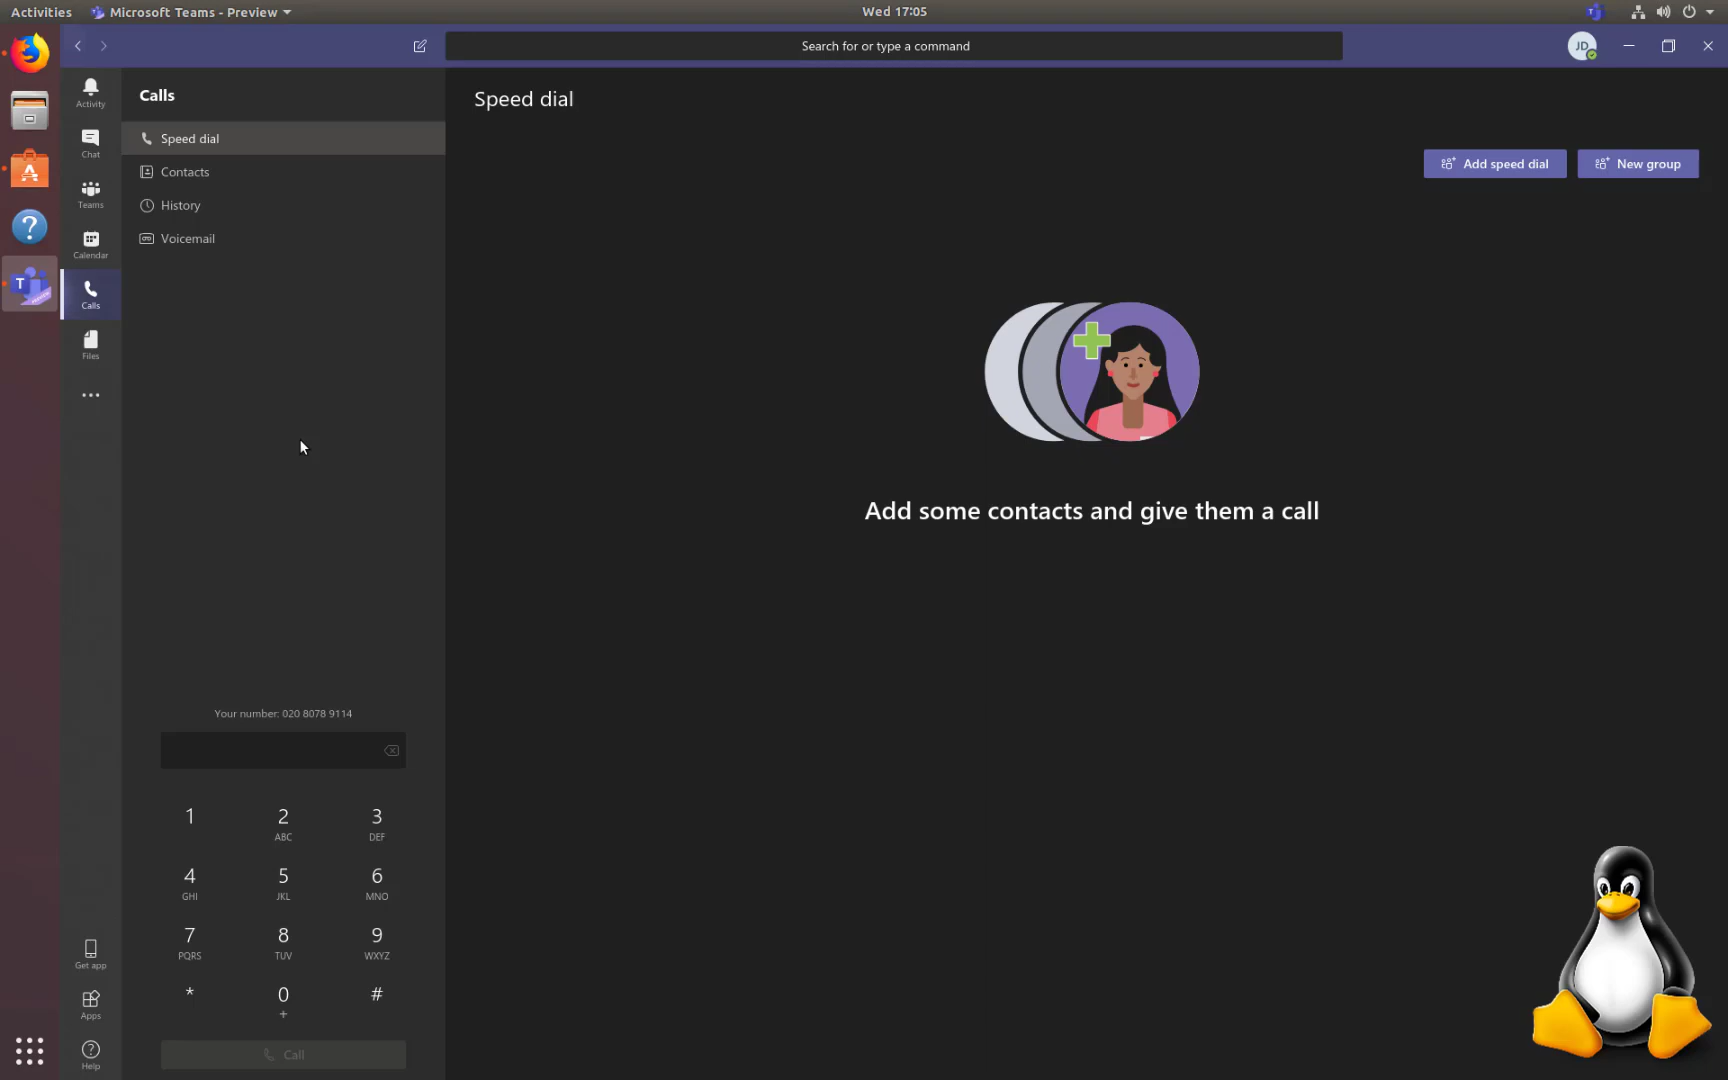 Activities
Microsoft Teams - Preview
Wed 17:05
Search for or type a command
JD
Activity
Chat
Teams
Calendar
Calls
Files
Get app
Apps
Help
Calls
Speed dial
Contacts
History
Voicemail
Your number: 020 8078 9114
1
2
3
ABC
DEF
4
5
6
GHI
JKL
MNO
7
8
9
PQRS
TUV
WXYZ
*
0
#
+
Call
Speed dial
Add speed dial
New group
Add some contacts and give them a call